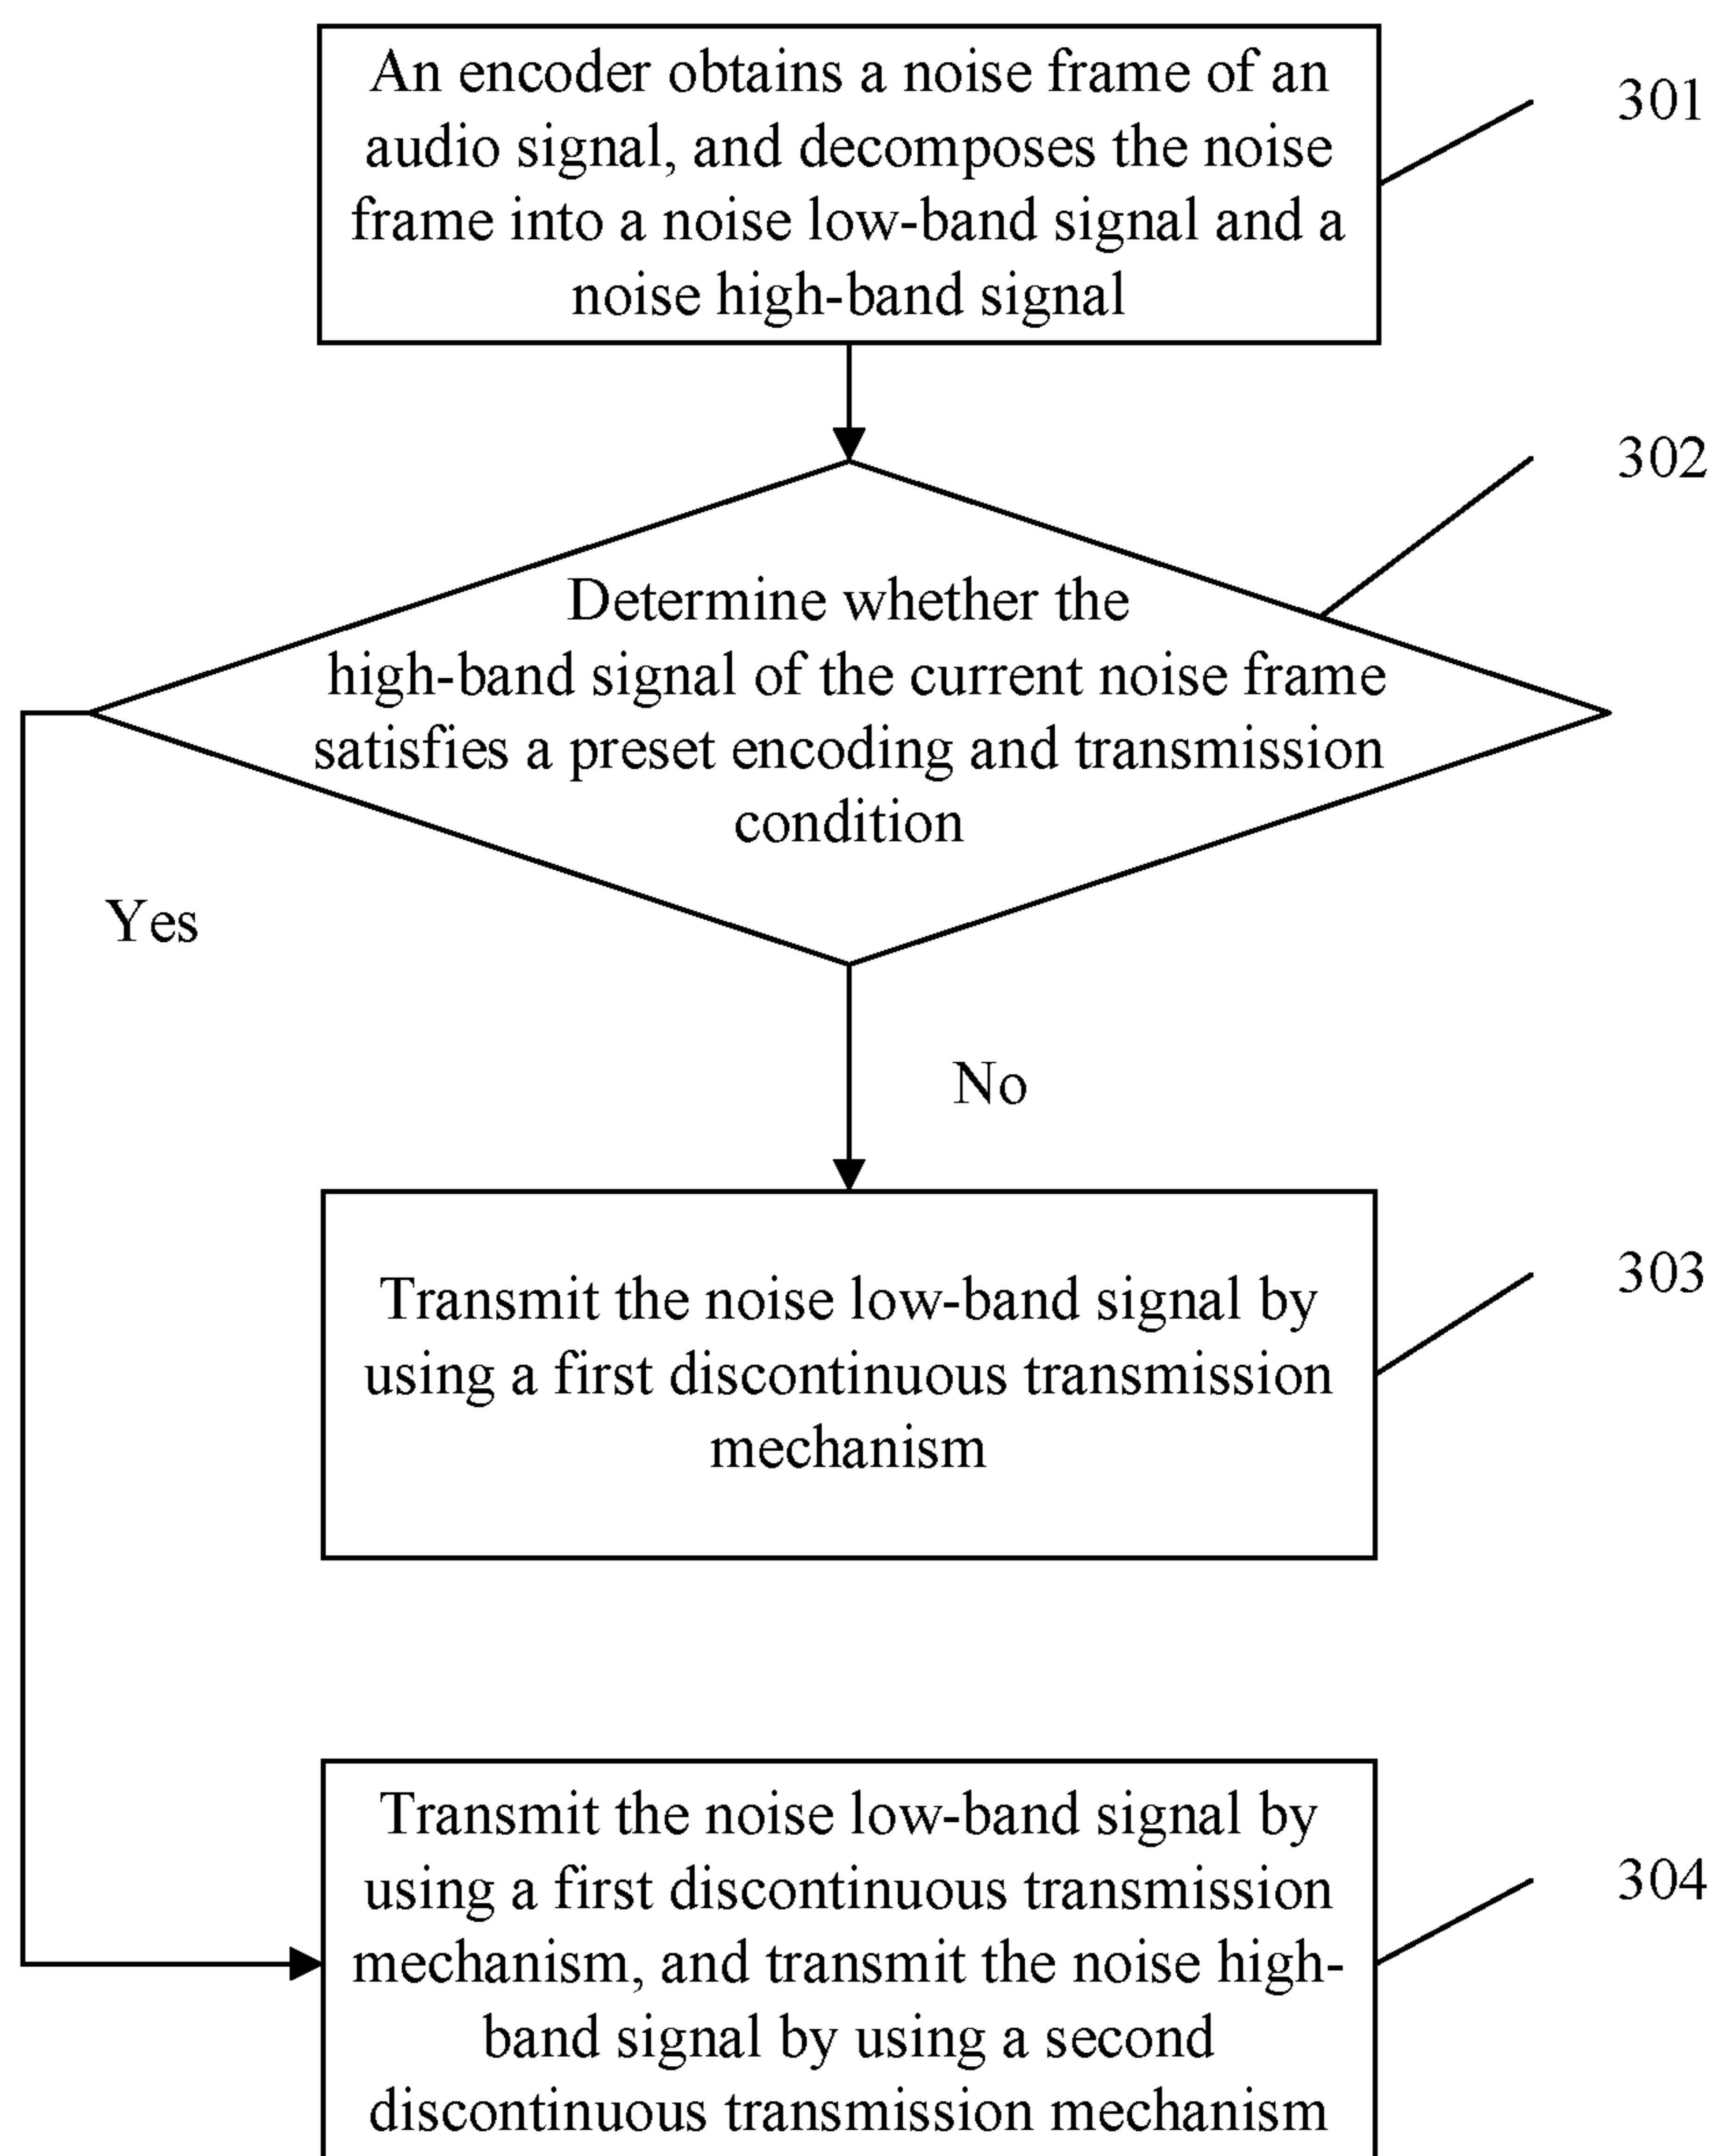 An encoder obtains a noise frame of an
audio signal, and decomposes the noise
frame into a noise low-band signal and a
noise high-band signal
301
302
Determine whether the
high-band signal of the current noise frame
satisfies a preset encoding and transmission
condition
Yes
No
303
Transmit the noise low-band signal by
using a first discontinuous transmission
mechanism
304
Transmit the noise low-band signal by
using a first discontinuous transmission
mechanism, and transmit the noise high-
band signal by using a second
discontinuous transmission mechanism